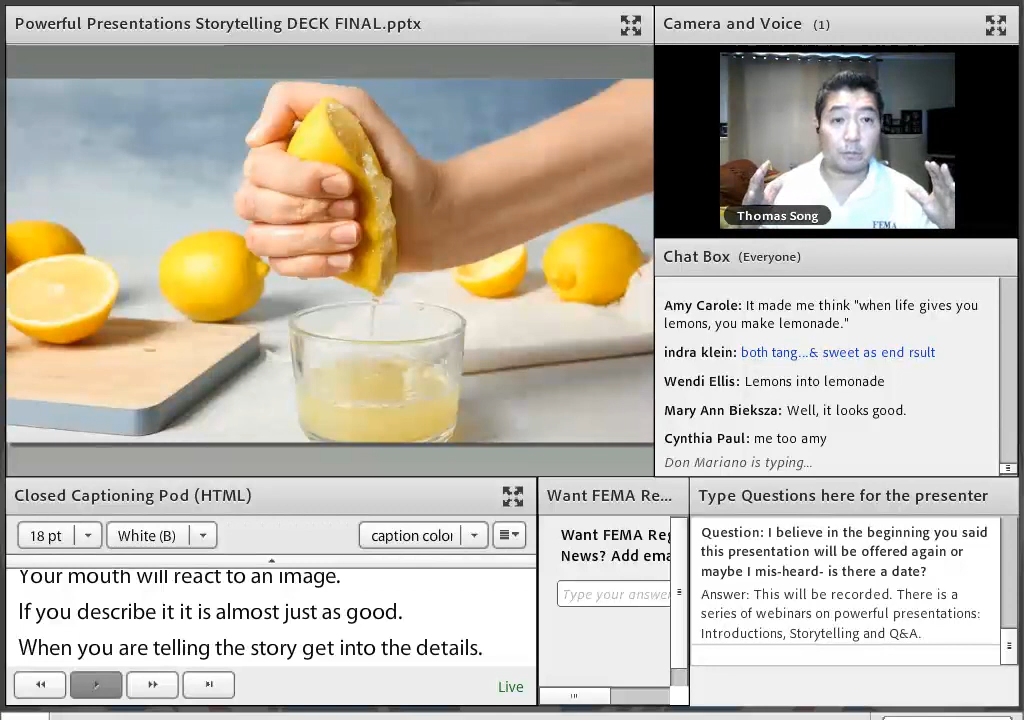 Powerful Presentations Storytelling DECK FINAL.pptx
Camera and Voice (1)
Thomas Song
FEMA
Chat Box (Everyone)
Amy Carole: It made me think "when life gives you
lemons, you make lemonade."
indra klein: both tang...& sweet as end rsult
Wendi Ellis: Lemons into lemonade
Mary Ann Bieksza: Well, it looks good.
Cynthia Paul: me too amy
Don Mariano is typing...
Closed Captioning Pod (HTML)
18 pt
White (B)
caption color
Your mouth will react to an image.
If you describe it it is almost just as good.
When you are telling the story get into the details.
Live
Want FEMA Re...
Want FEMA Reg
News? Add ema
Type your answer
Type Questions here for the presenter
Question: I believe in the beginning you said
this presentation will be offered again or
maybe I mis-heard- is there a date?
Answer: This will be recorded. There is a
series of webinars on powerful presentations:
Introductions, Storytelling and Q&A.